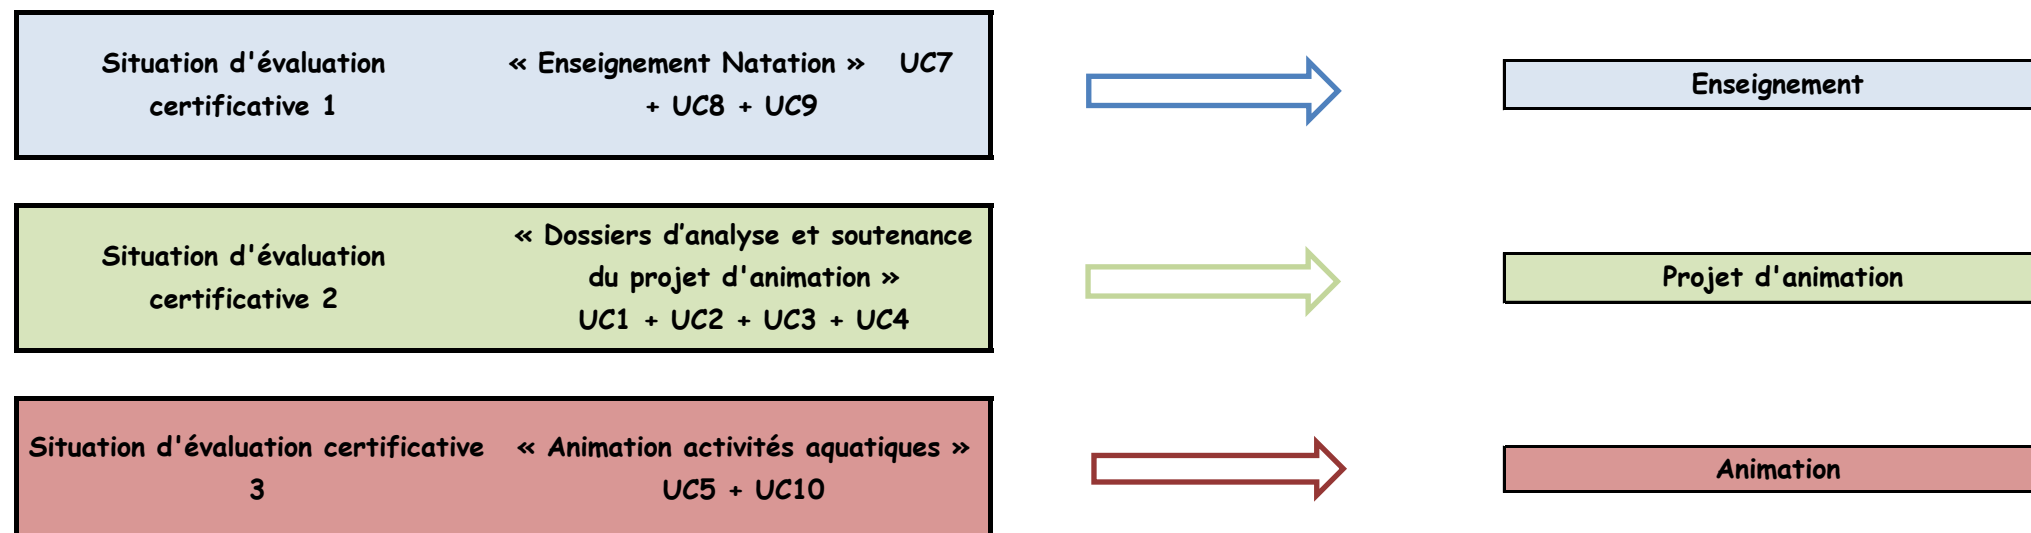 Situation d'évaluation
certificative 1
« Enseignement Natation » UC7
+ UC8 + UC9
Enseignement
Situation d'évaluation
certificative 2
« Dossiers d’analyse et soutenance
du projet d'animation »
UC1 + UC2 + UC3 + UC4
Projet d'animation
Situation d'évaluation certificative
3
« Animation activités aquatiques »
UC5 + UC10
Animation